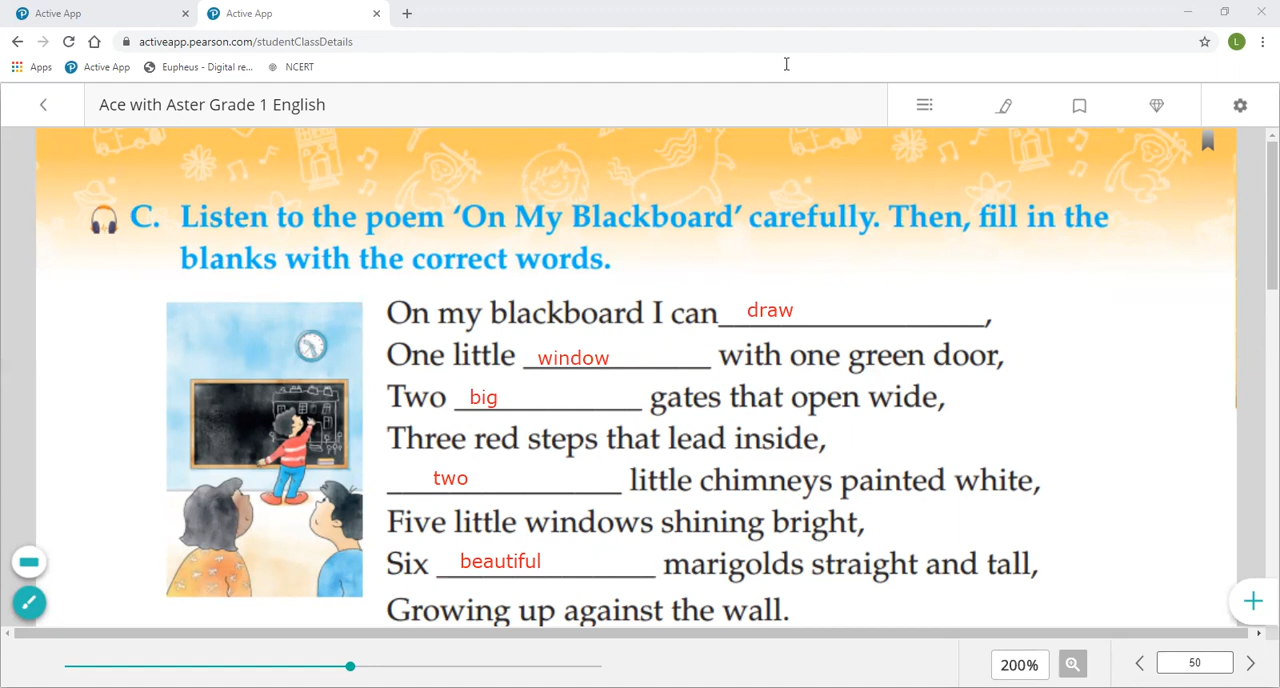 Active App
Active App
activeapp.pearson.com/studentClassDetails
L
Apps Active App Eupheus - Digital re... NCERT
Ace with Aster Grade 1 English
C. Listen to the poem ‘On My Blackboard’ carefully. Then, fill in the
blanks with the correct words.
On my blackboard I can draw,
One little window with one green door,
Two big gates that open wide,
Three red steps that lead inside,
two little chimneys painted white,
Five little windows shining bright,
Six beautiful marigolds straight and tall,
Growing up against the wall.
200% 50